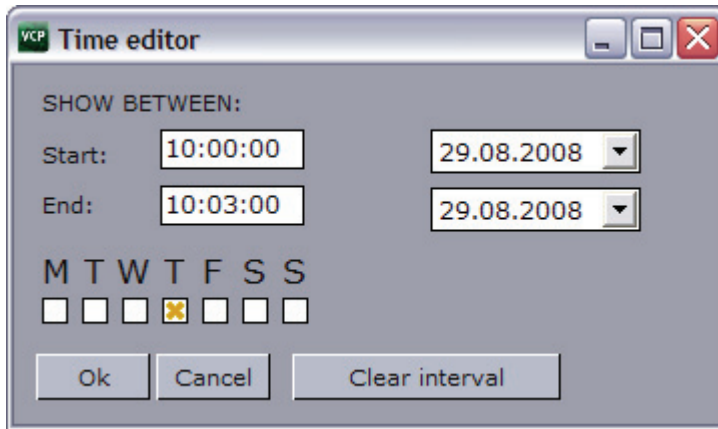 VCP Time editor
SHOW BETWEEN:
Start: 10:00:00 29.08.2008
End: 10:03:00 29.08.2008
M T W T F S S
Ok Cancel Clear interval